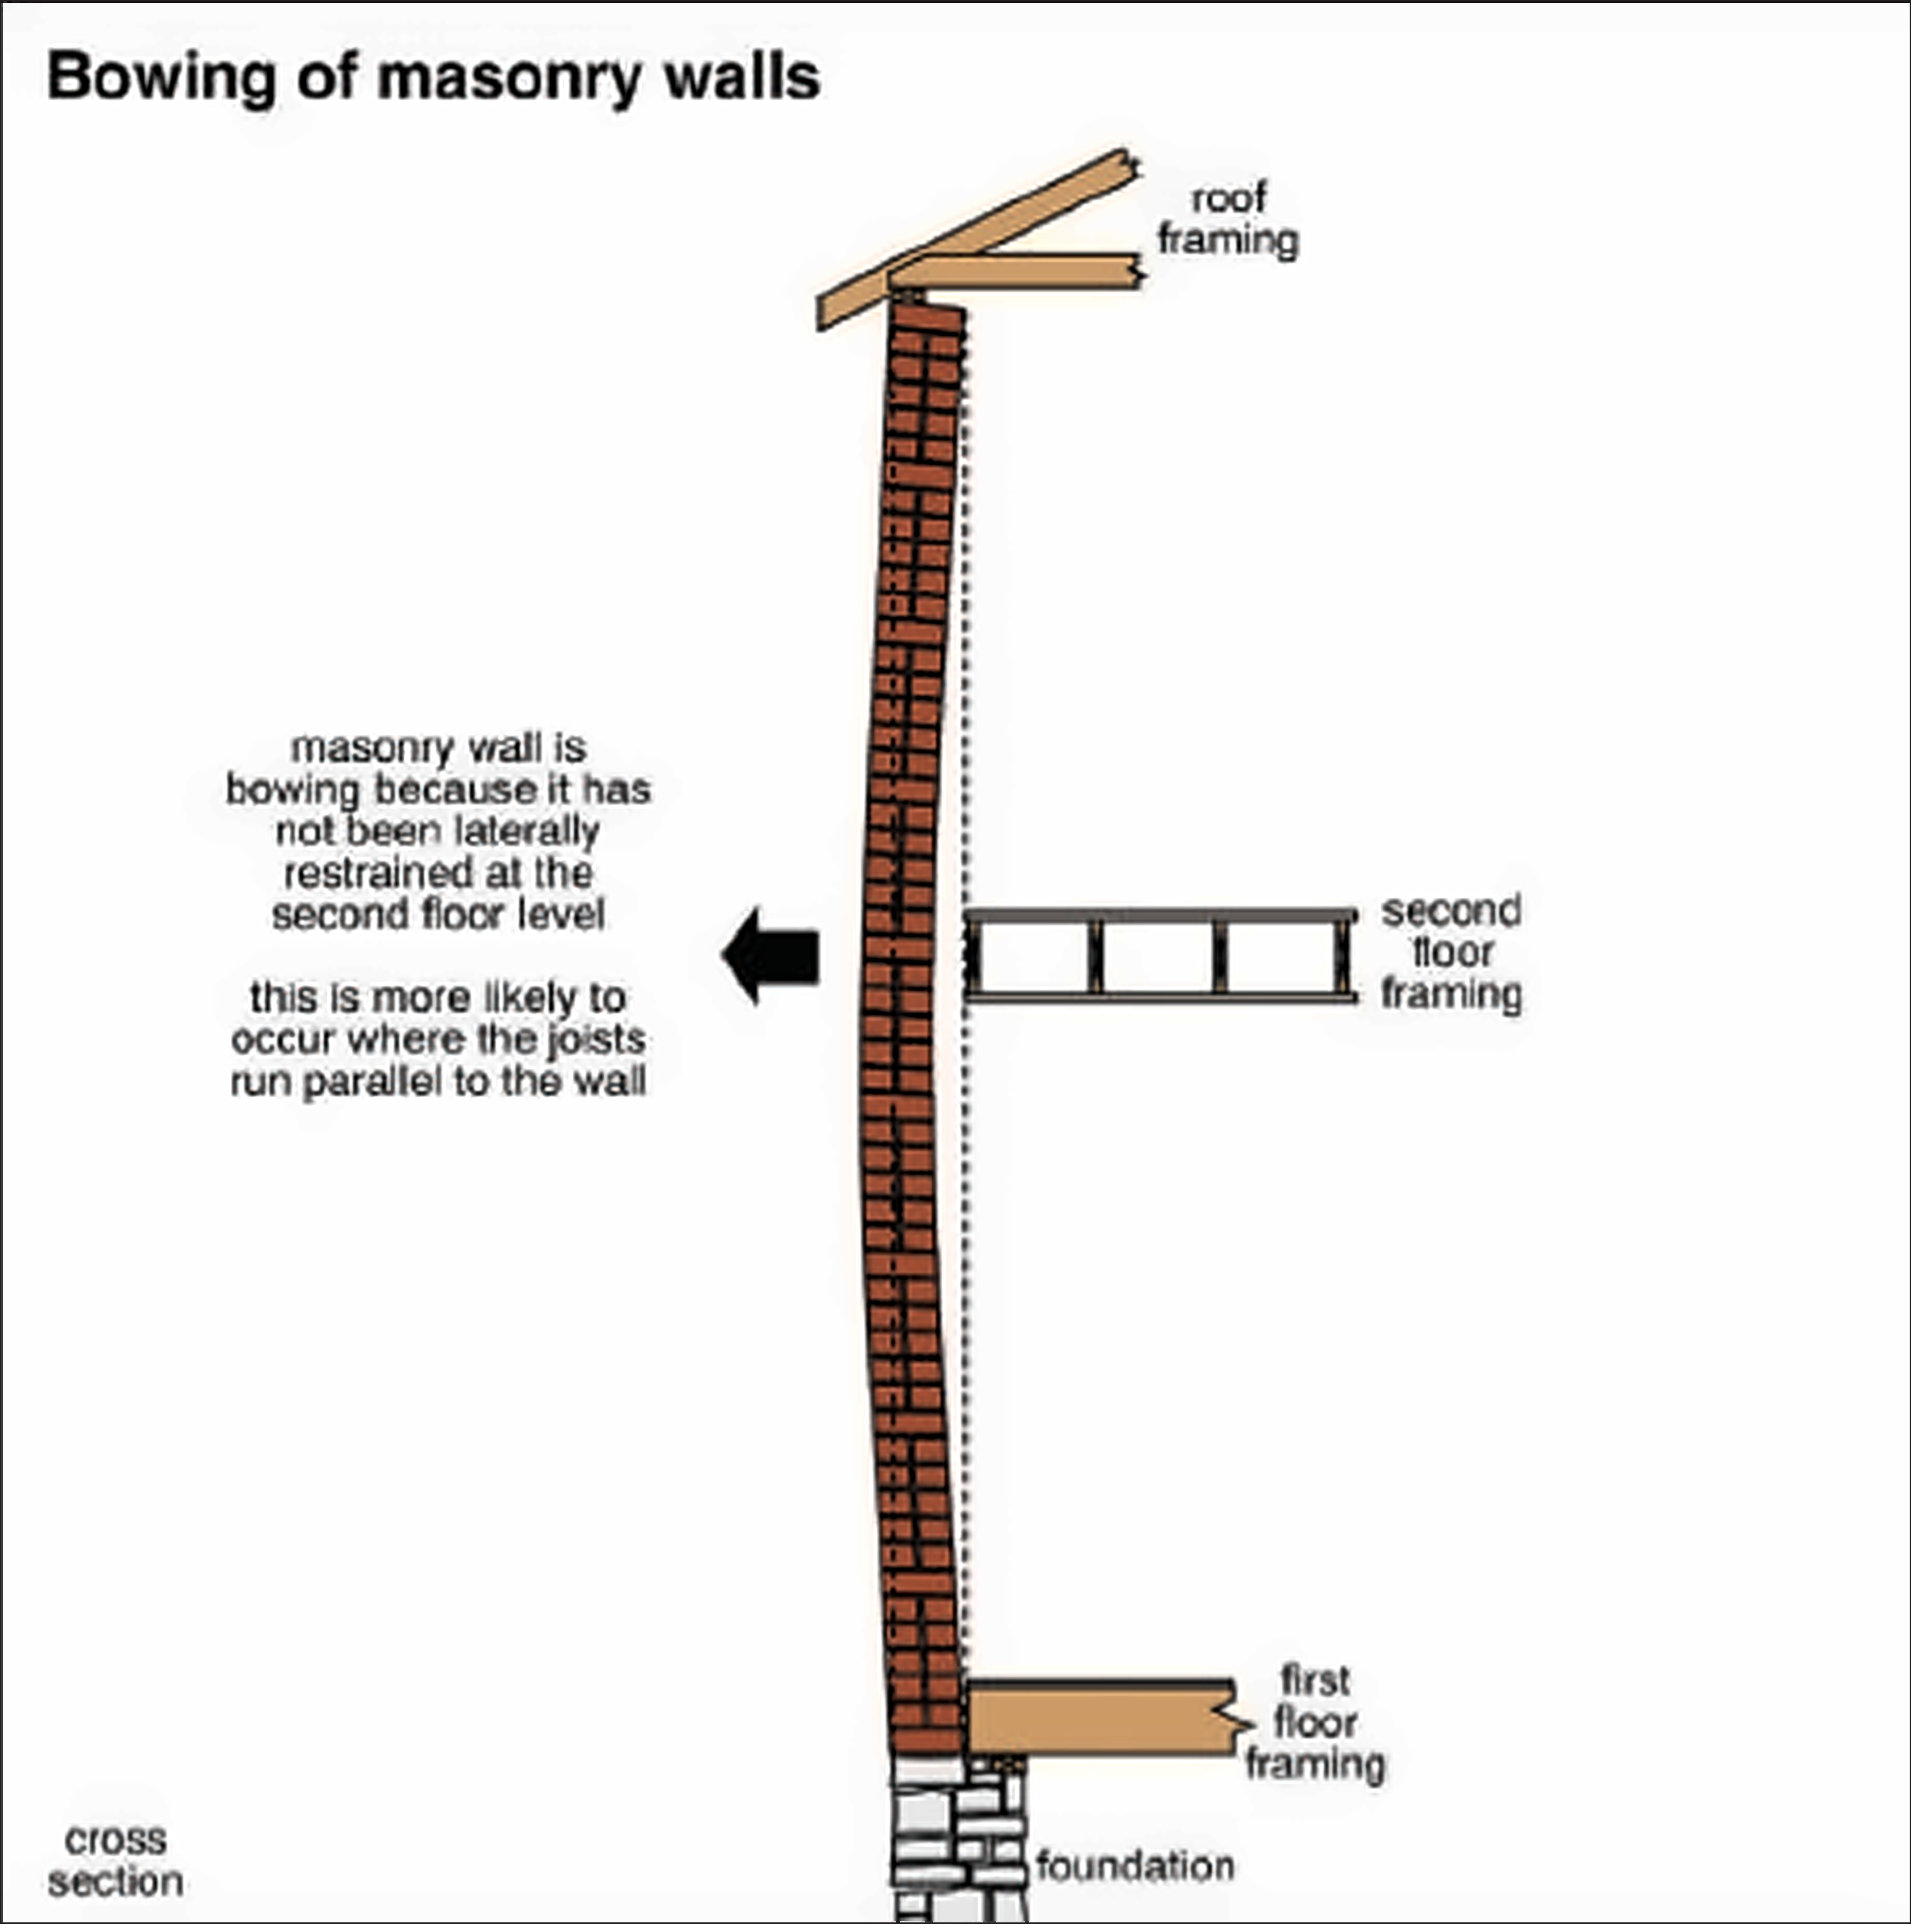 Bowing of masonry walls
roof
framing
masonry wall is
bowing because it has
not been laterally
restrained at the
second floor level
this is more likely to
occur where the joists
run parallel to the wall
second
floor
framing
first
floor
framing
foundation
cross
section